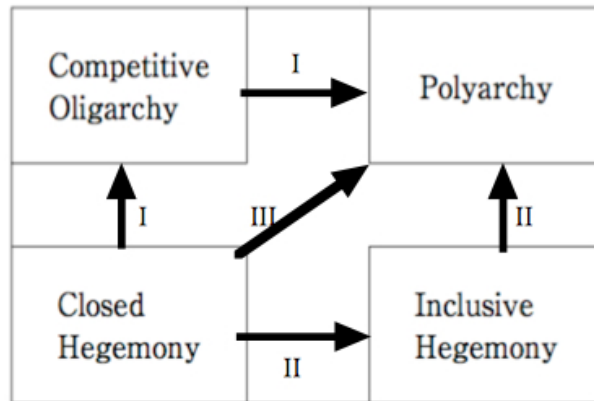 Competitive
Oligarchy
I
Polyarchy
I
III
II
Closed
Hegemony
II
Inclusive
Hegemony